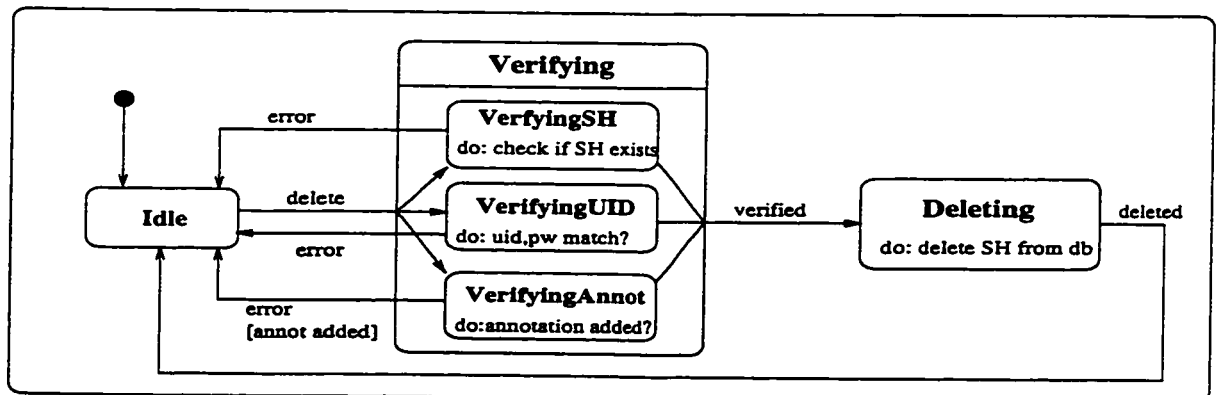 Verifying
VerfyingSH
do: check if SH exists
error
Idle
delete
VerifyingUID
do: uid,pw match?
error
verified
Deleting
do: delete SH from db
deleted
VerifyingAnnot
do:annotation added?
error
[annot added]